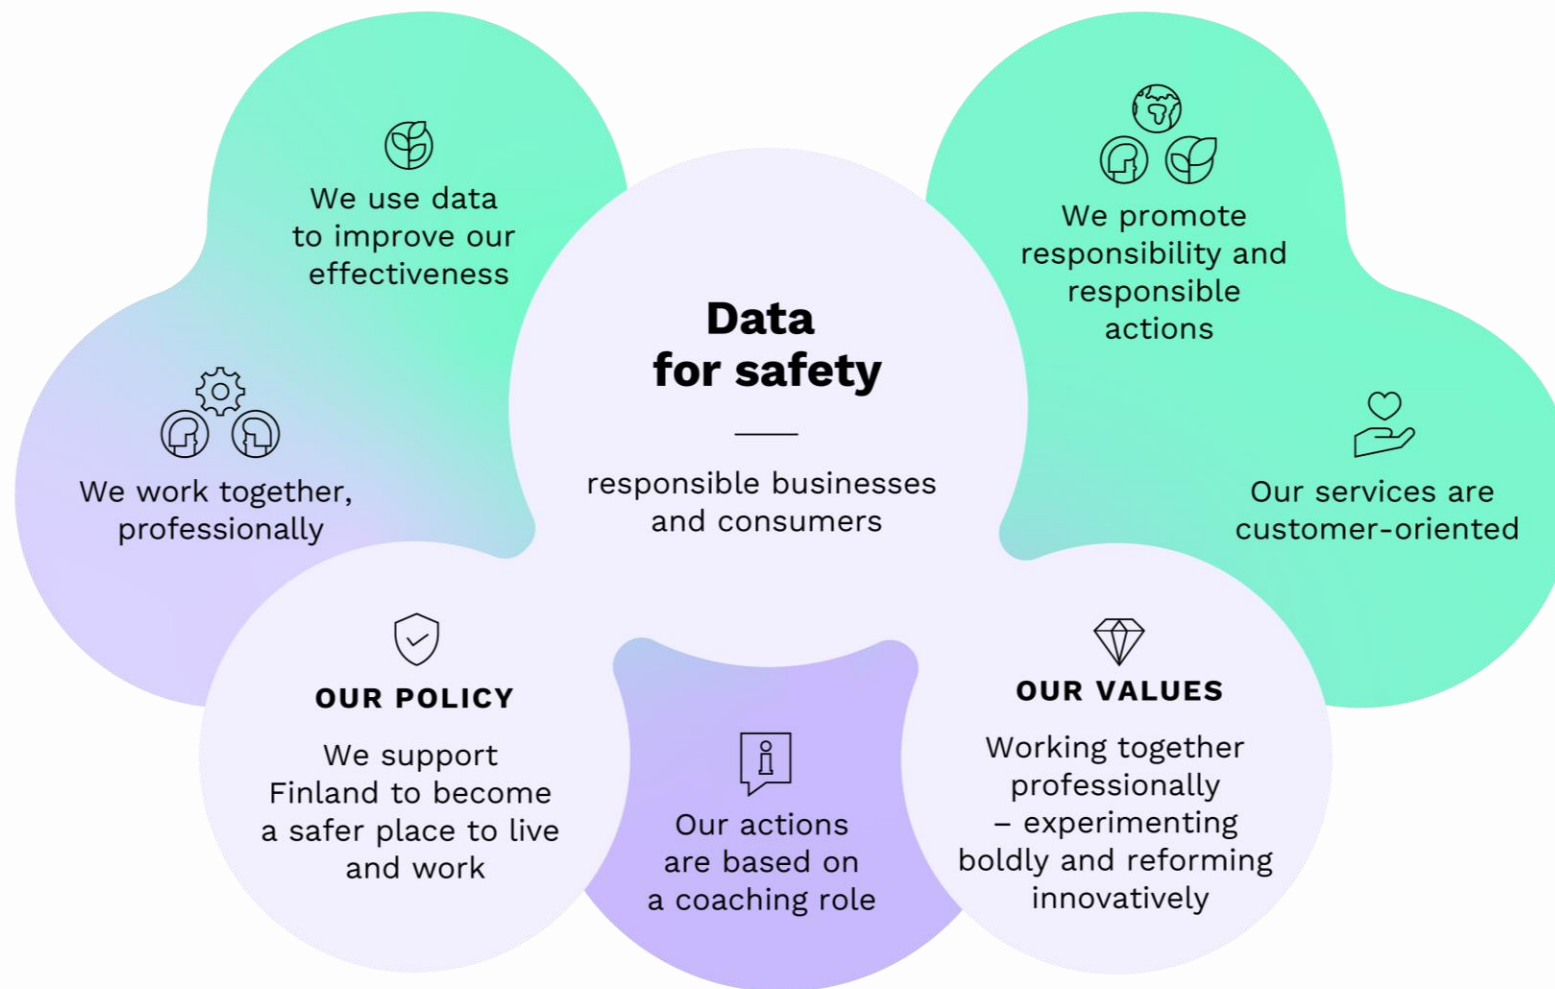 We use data
to improve our
effectiveness
We work together,
professionally
Data
for safety
responsible businesses
and consumers
We promote
responsibility and
responsible
actions
Our services are
customer-oriented
OUR POLICY
We support
Finland to become
a safer place to live
and work
Our actions
are based on
a coaching role
OUR VALUES
Working together
professionally
– experimenting
boldly and reforming
innovatively